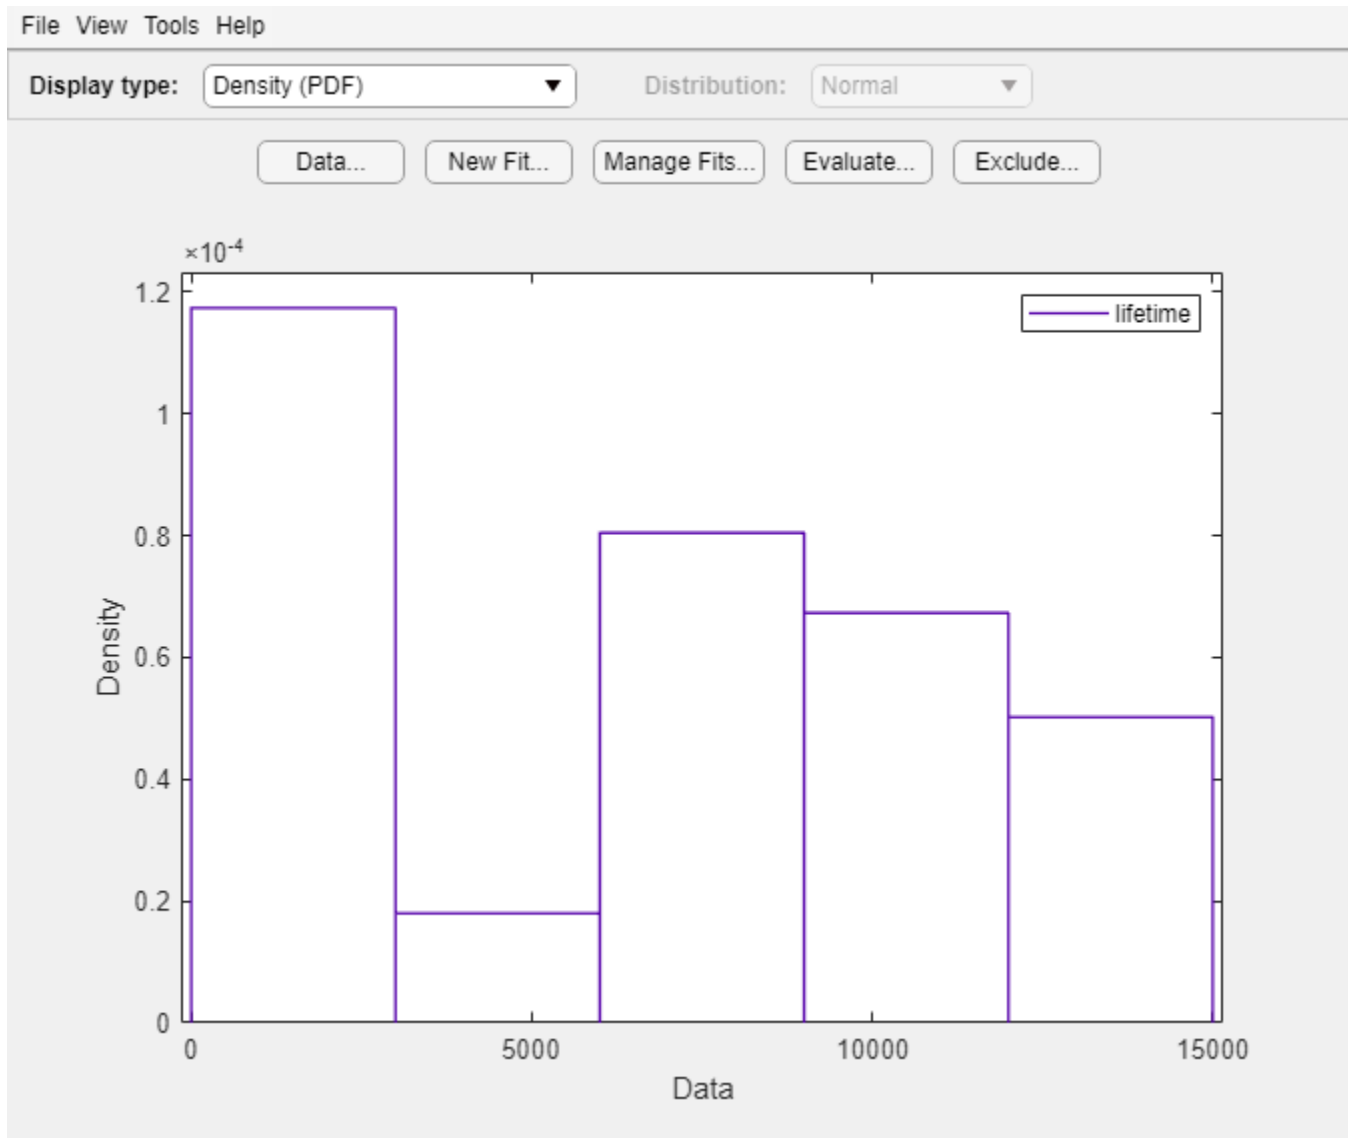 File View Tools Help
Display type: Density (PDF) Distribution: Normal
Data... New Fit... Manage Fits... Evaluate... Exclude...
×10-4
1.2
lifetime
1
0.8
0.6
0.4
0.2
0
Density
0 5000 10000 15000
Data